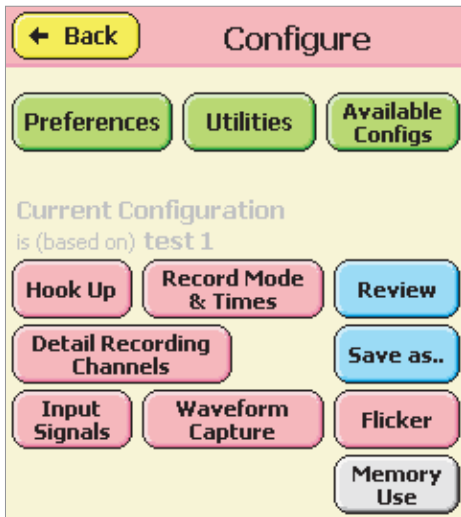 Back Configure
Preferences Utilities Available
Configs
Current Configuration
is (based on) test 1
Hook Up Record Mode
& Times Review
Detail Recording
Channels Save as..
Input
Signals Waveform
Capture Flicker
Memory
Use